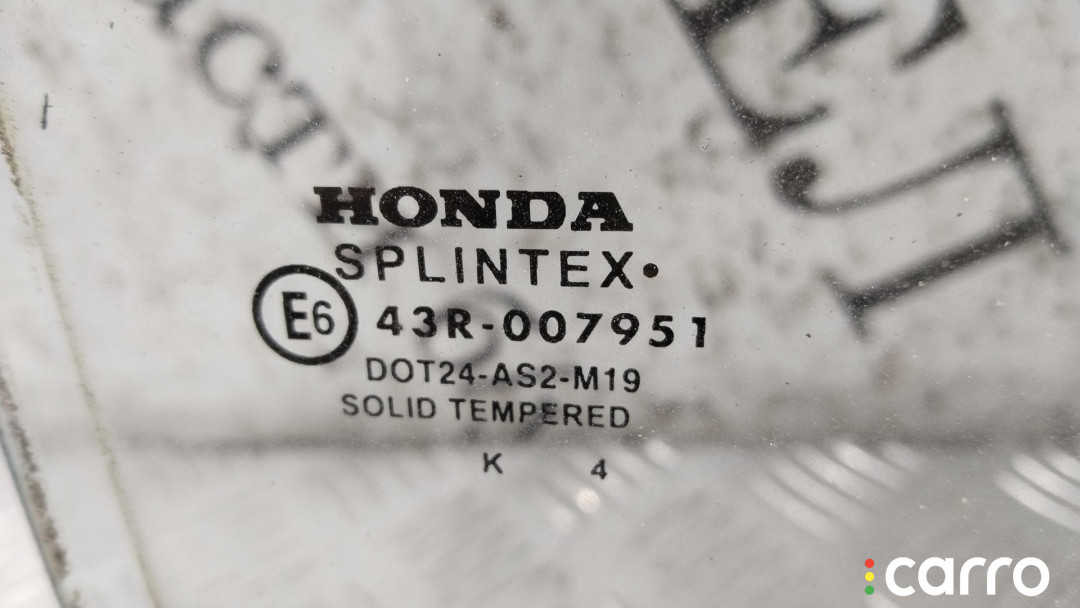 HONDA
SPLINTEX•
E6 43R-007951
DOT24-AS2-M19
SOLID TEMPERED
K 4
carro